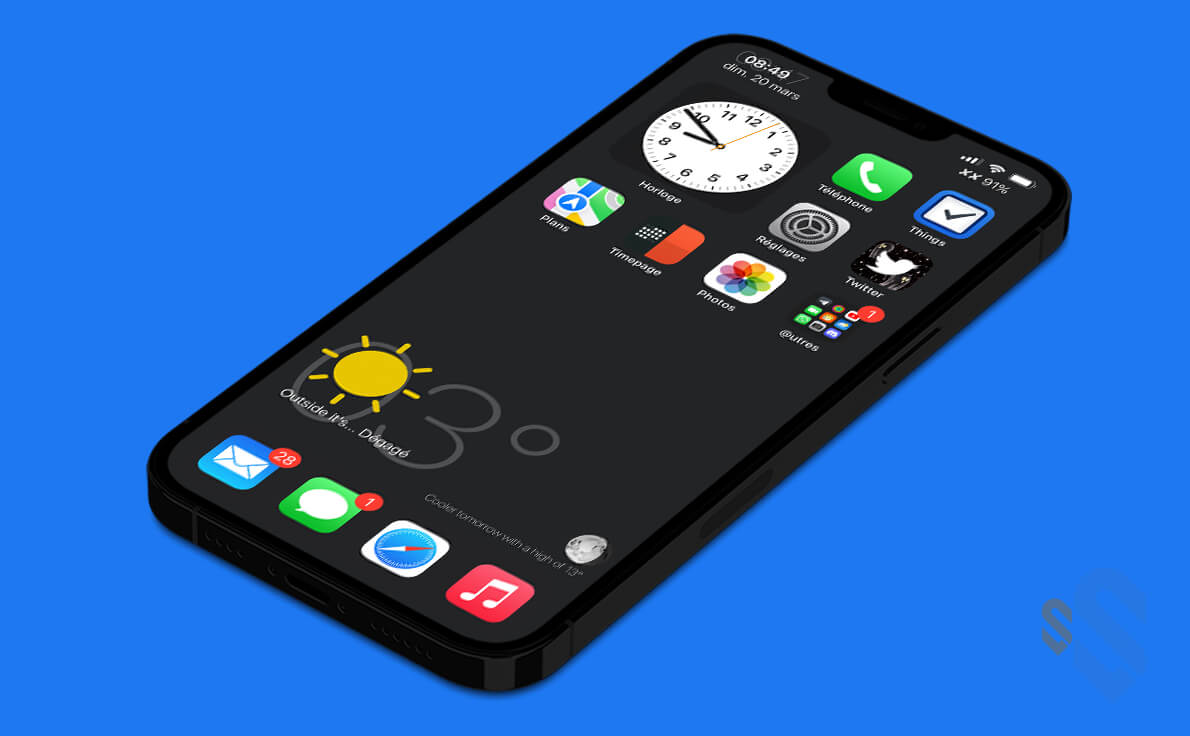 08:49
dim. 20 mars
91%
10 11 12
9 1
8 2
7 3
6 5 4
Horloge
Téléphone
Things
Plans
Timepage
Réglages
Twitter
Photos
1
@utres
3°
Outside it's... Dégagé
28
1
Cooler tomorrow with a high of 13°